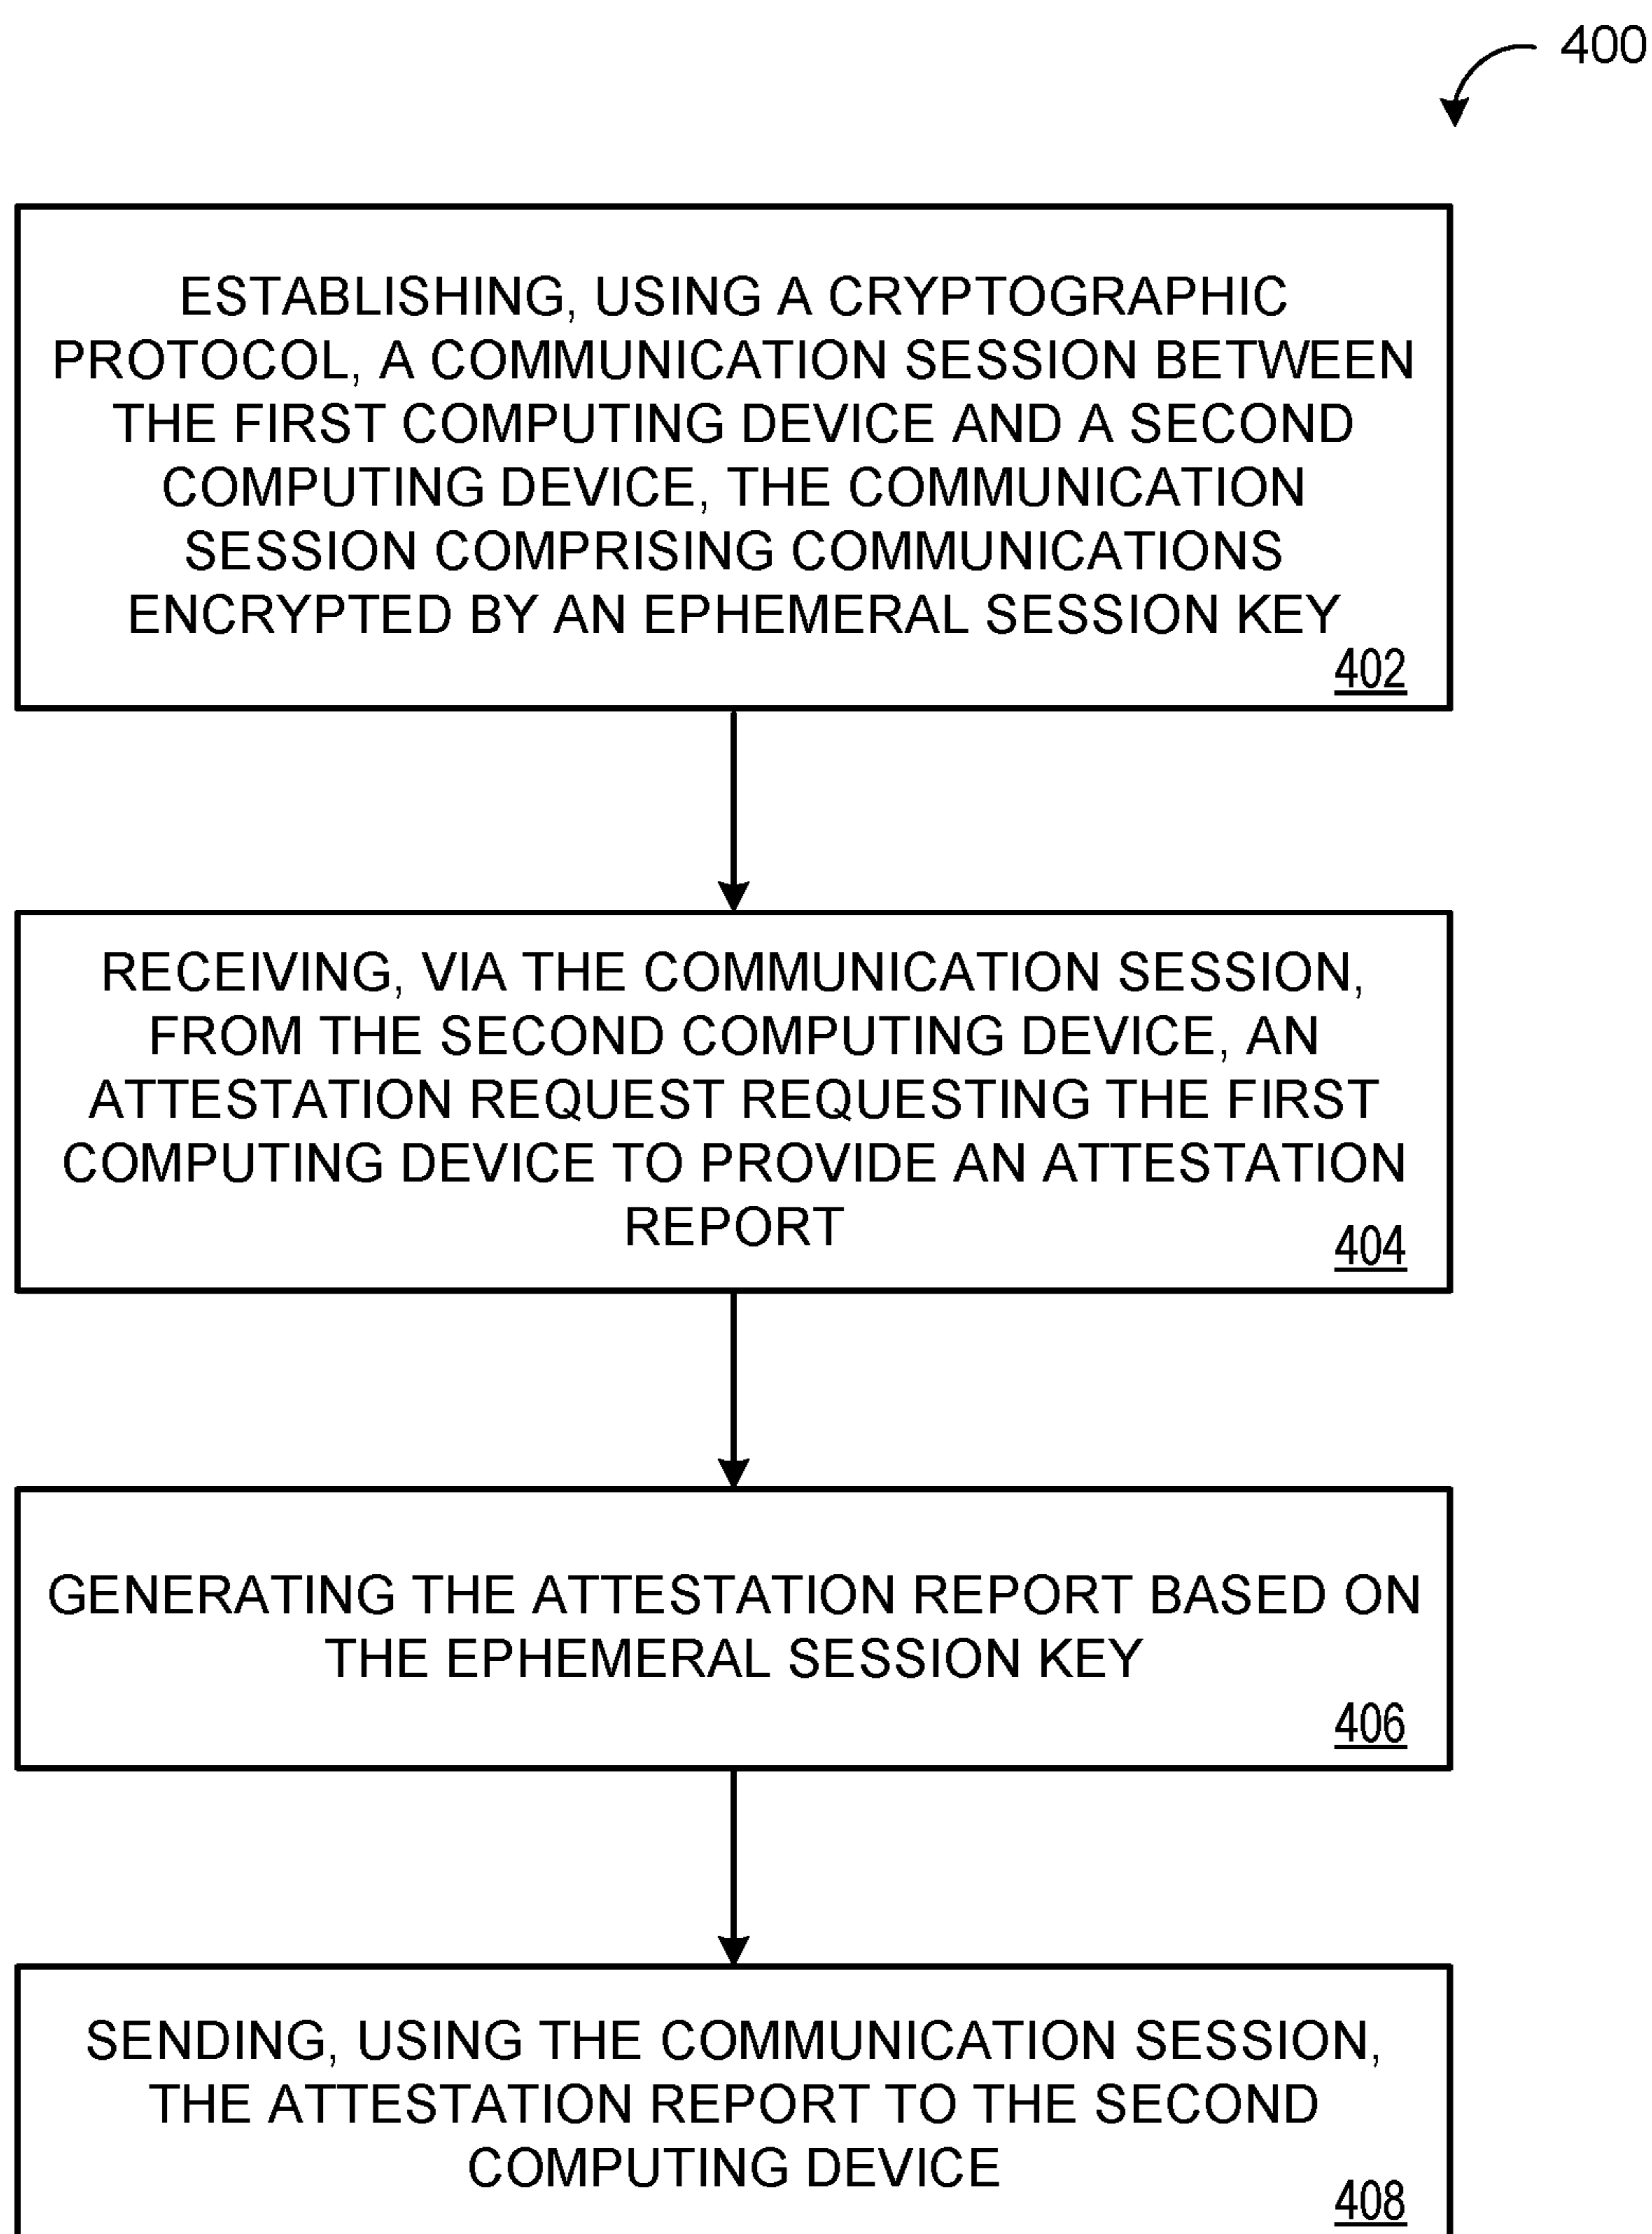 400
ESTABLISHING, USING A CRYPTOGRAPHIC
PROTOCOL, A COMMUNICATION SESSION BETWEEN
THE FIRST COMPUTING DEVICE AND A SECOND
COMPUTING DEVICE, THE COMMUNICATION
SESSION COMPRISING COMMUNICATIONS
ENCRYPTED BY AN EPHEMERAL SESSION KEY
402
RECEIVING, VIA THE COMMUNICATION SESSION,
FROM THE SECOND COMPUTING DEVICE, AN
ATTESTATION REQUEST REQUESTING THE FIRST
COMPUTING DEVICE TO PROVIDE AN ATTESTATION
REPORT
404
GENERATING THE ATTESTATION REPORT BASED ON
THE EPHEMERAL SESSION KEY
406
SENDING, USING THE COMMUNICATION SESSION,
THE ATTESTATION REPORT TO THE SECOND
COMPUTING DEVICE
408